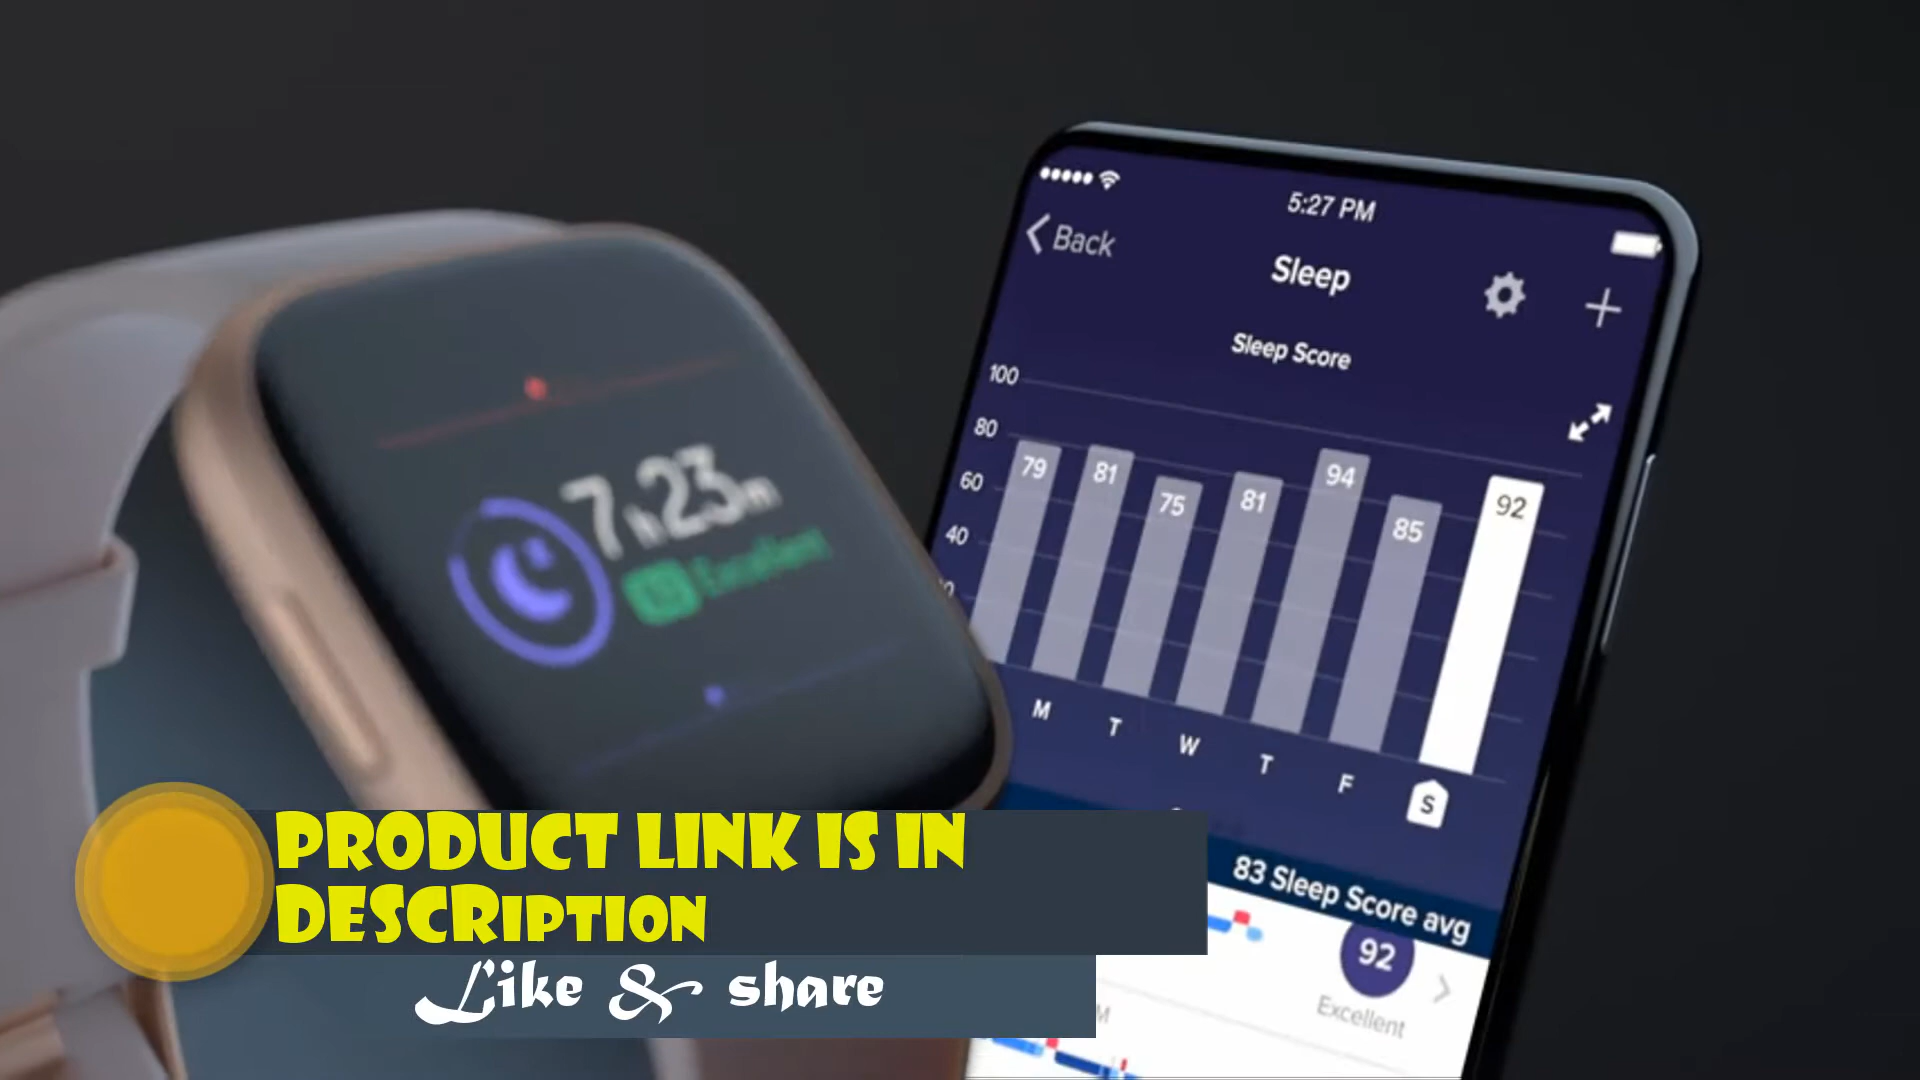 5:27 PM
Back
Sleep
Sleep Score
100
80
60
40
79
81
75
81
94
85
92
M
T
W
T
F
S
7h23m
Excellent
83 Sleep Score avg
92
Excellent
PRODUCT LINK IS IN
DESCRIPTION
Like & share